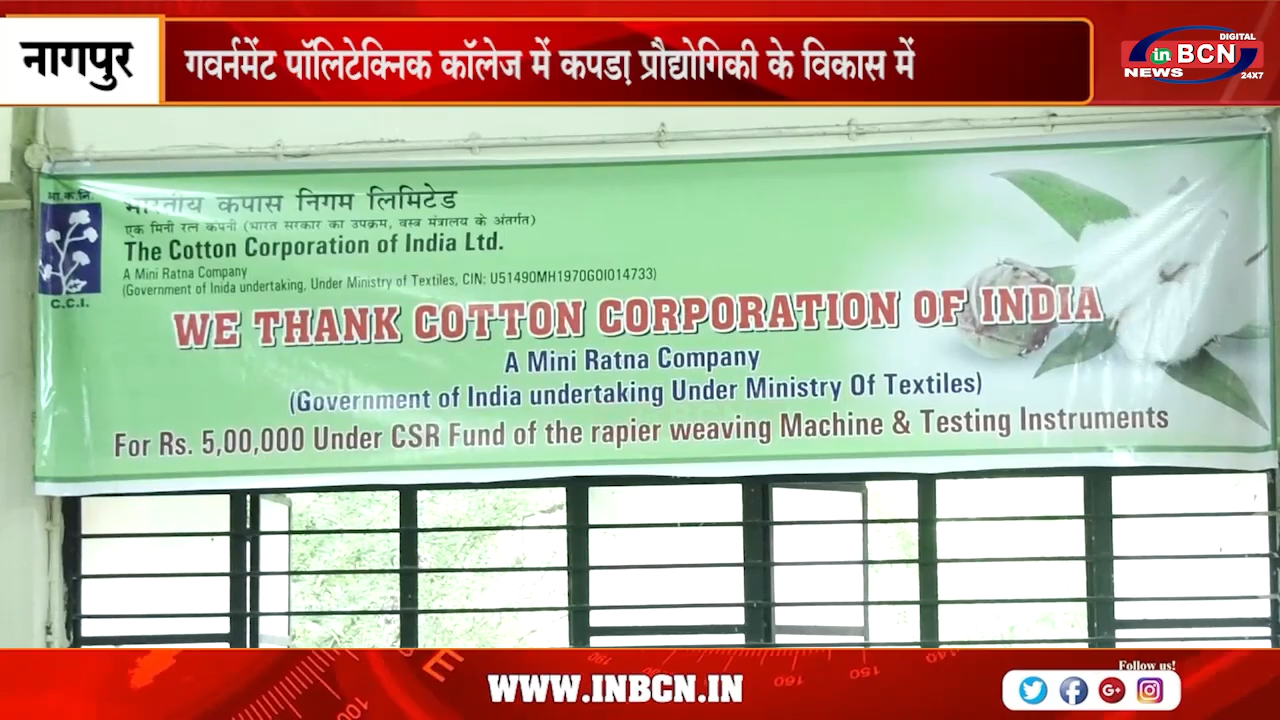 नागपुर
गवर्नमेंट पॉलिटेक्निक कॉलेज में कपडा़ प्रौद्योगिकी के विकास में
DIGITAL
in BCN
NEWS 24X7
भा.क.नि.
भारतीय कपास निगम लिमिटेड
एक मिनी रत्न कंपनी (भारत सरकार का उपक्रम, वस्त्र मंत्रालय के अंतर्गत)
The Cotton Corporation of India Ltd.
A Mini Ratna Company
(Government of Inida undertaking, Under Ministry of Textiles, CIN: U51490MH1970GOI014733)
C.C.I.
WE THANK COTTON CORPORATION OF INDIA
A Mini Ratna Company
(Government of India undertaking Under Ministry Of Textiles)
For Rs. 5,00,000 Under CSR Fund of the rapier weaving Machine & Testing Instruments
WWW.INBCN.IN
Follow us!